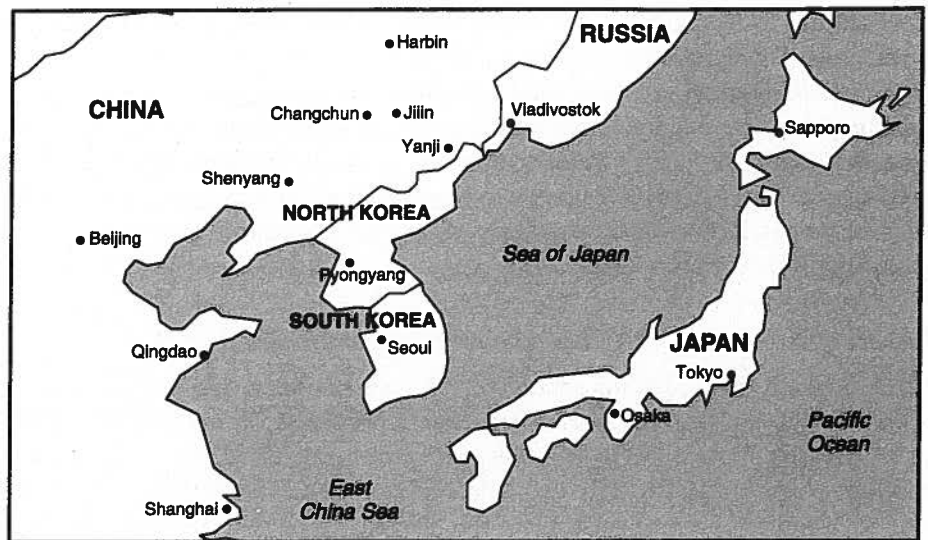 RUSSIA
Harbin
CHINA
Changchun
Jilin
Vladivostok
Sapporo
Yanji
Shenyang
NORTH KOREA
Beijing
Sea of Japan
Pyongyang
SOUTH KOREA
Qingdao
Seoul
JAPAN
Tokyo
Osaka
Pacific
Ocean
East
China Sea
Shanghai